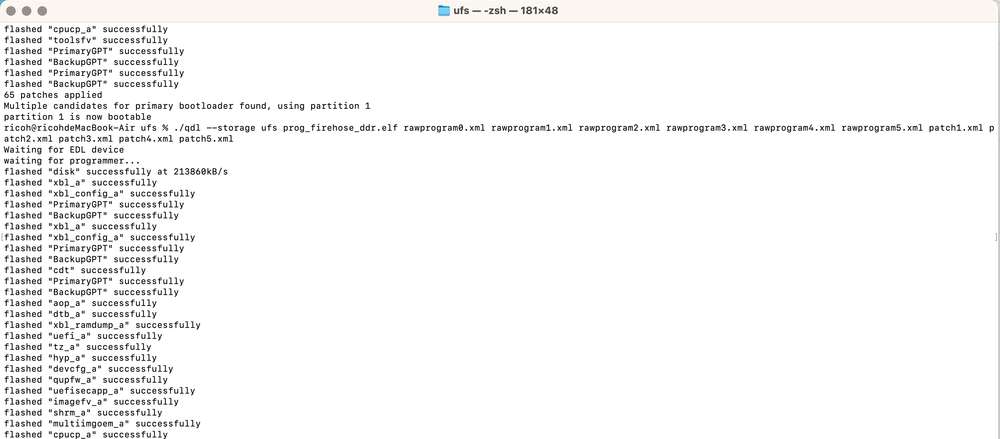 ufs — -zsh — 181×48
flashed "cpucp_a" successfully
flashed "toolsfv" successfully
flashed "PrimaryGPT" successfully
flashed "BackupGPT" successfully
flashed "PrimaryGPT" successfully
flashed "BackupGPT" successfully
65 patches applied
Multiple candidates for primary bootloader found, using partition 1
partition 1 is now bootable
ricoh@ricohdeMacBook-Air ufs % ./qdl --storage ufs prog_firehose_ddr.elf rawprogram0.xml rawprogram1.xml rawprogram2.xml rawprogram3.xml rawprogram4.xml rawprogram5.xml patch1.xml p
atch2.xml patch3.xml patch4.xml patch5.xml
Waiting for EDL device
waiting for programmer...
flashed "disk" successfully at 213860kB/s
flashed "xbl_a" successfully
flashed "xbl_config_a" successfully
flashed "PrimaryGPT" successfully
flashed "BackupGPT" successfully
flashed "xbl_a" successfully
flashed "xbl_config_a" successfully
flashed "PrimaryGPT" successfully
flashed "BackupGPT" successfully
flashed "cdt" successfully
flashed "PrimaryGPT" successfully
flashed "BackupGPT" successfully
flashed "aop_a" successfully
flashed "dtb_a" successfully
flashed "xbl_ramdump_a" successfully
flashed "uefi_a" successfully
flashed "tz_a" successfully
flashed "hyp_a" successfully
flashed "devcfg_a" successfully
flashed "qupfw_a" successfully
flashed "uefisecapp_a" successfully
flashed "imagefv_a" successfully
flashed "shrm_a" successfully
flashed "multiimgoem_a" successfully
flashed "cpucp_a" successfully